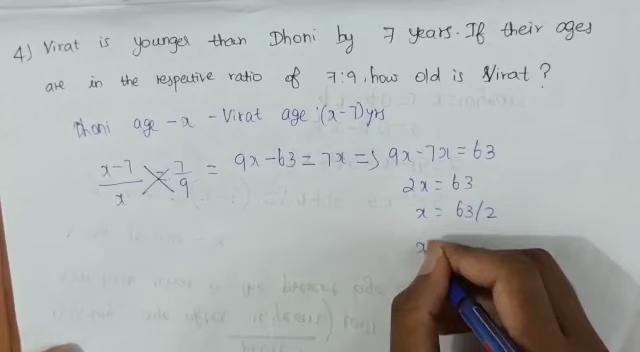 4) Virat is younger than Dhoni by 7 years. If their ages
are in the respetive ratio of 7:9, how old is Virat?
Dhoni age - x - Virat age : (x-7) yrs
x-7/x = 7/9 = 9x-63 = 7x => 9x-7x = 63
2x = 63
x = 63/2
x